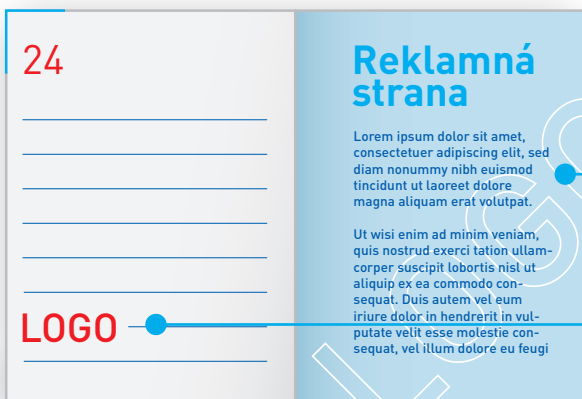 24
LOGO
Reklamná
strana
Lorem ipsum dolor sit amet,
consectetuer adipiscing elit, sed
diam nonummy nibh euismod
tincidunt ut laoreet dolore
magna aliquam erat volutpat.
Ut wisi enim ad minim veniam,
quis nostrud exerci tation ullam-
corper suscipit lobortis nisl ut
aliquip ex ea commodo con-
sequat. Duis autem vel eum
iriure dolor in hendrerit in vul-
putate velit esse molestie con-
sequat, vel illum dolore eu feugi